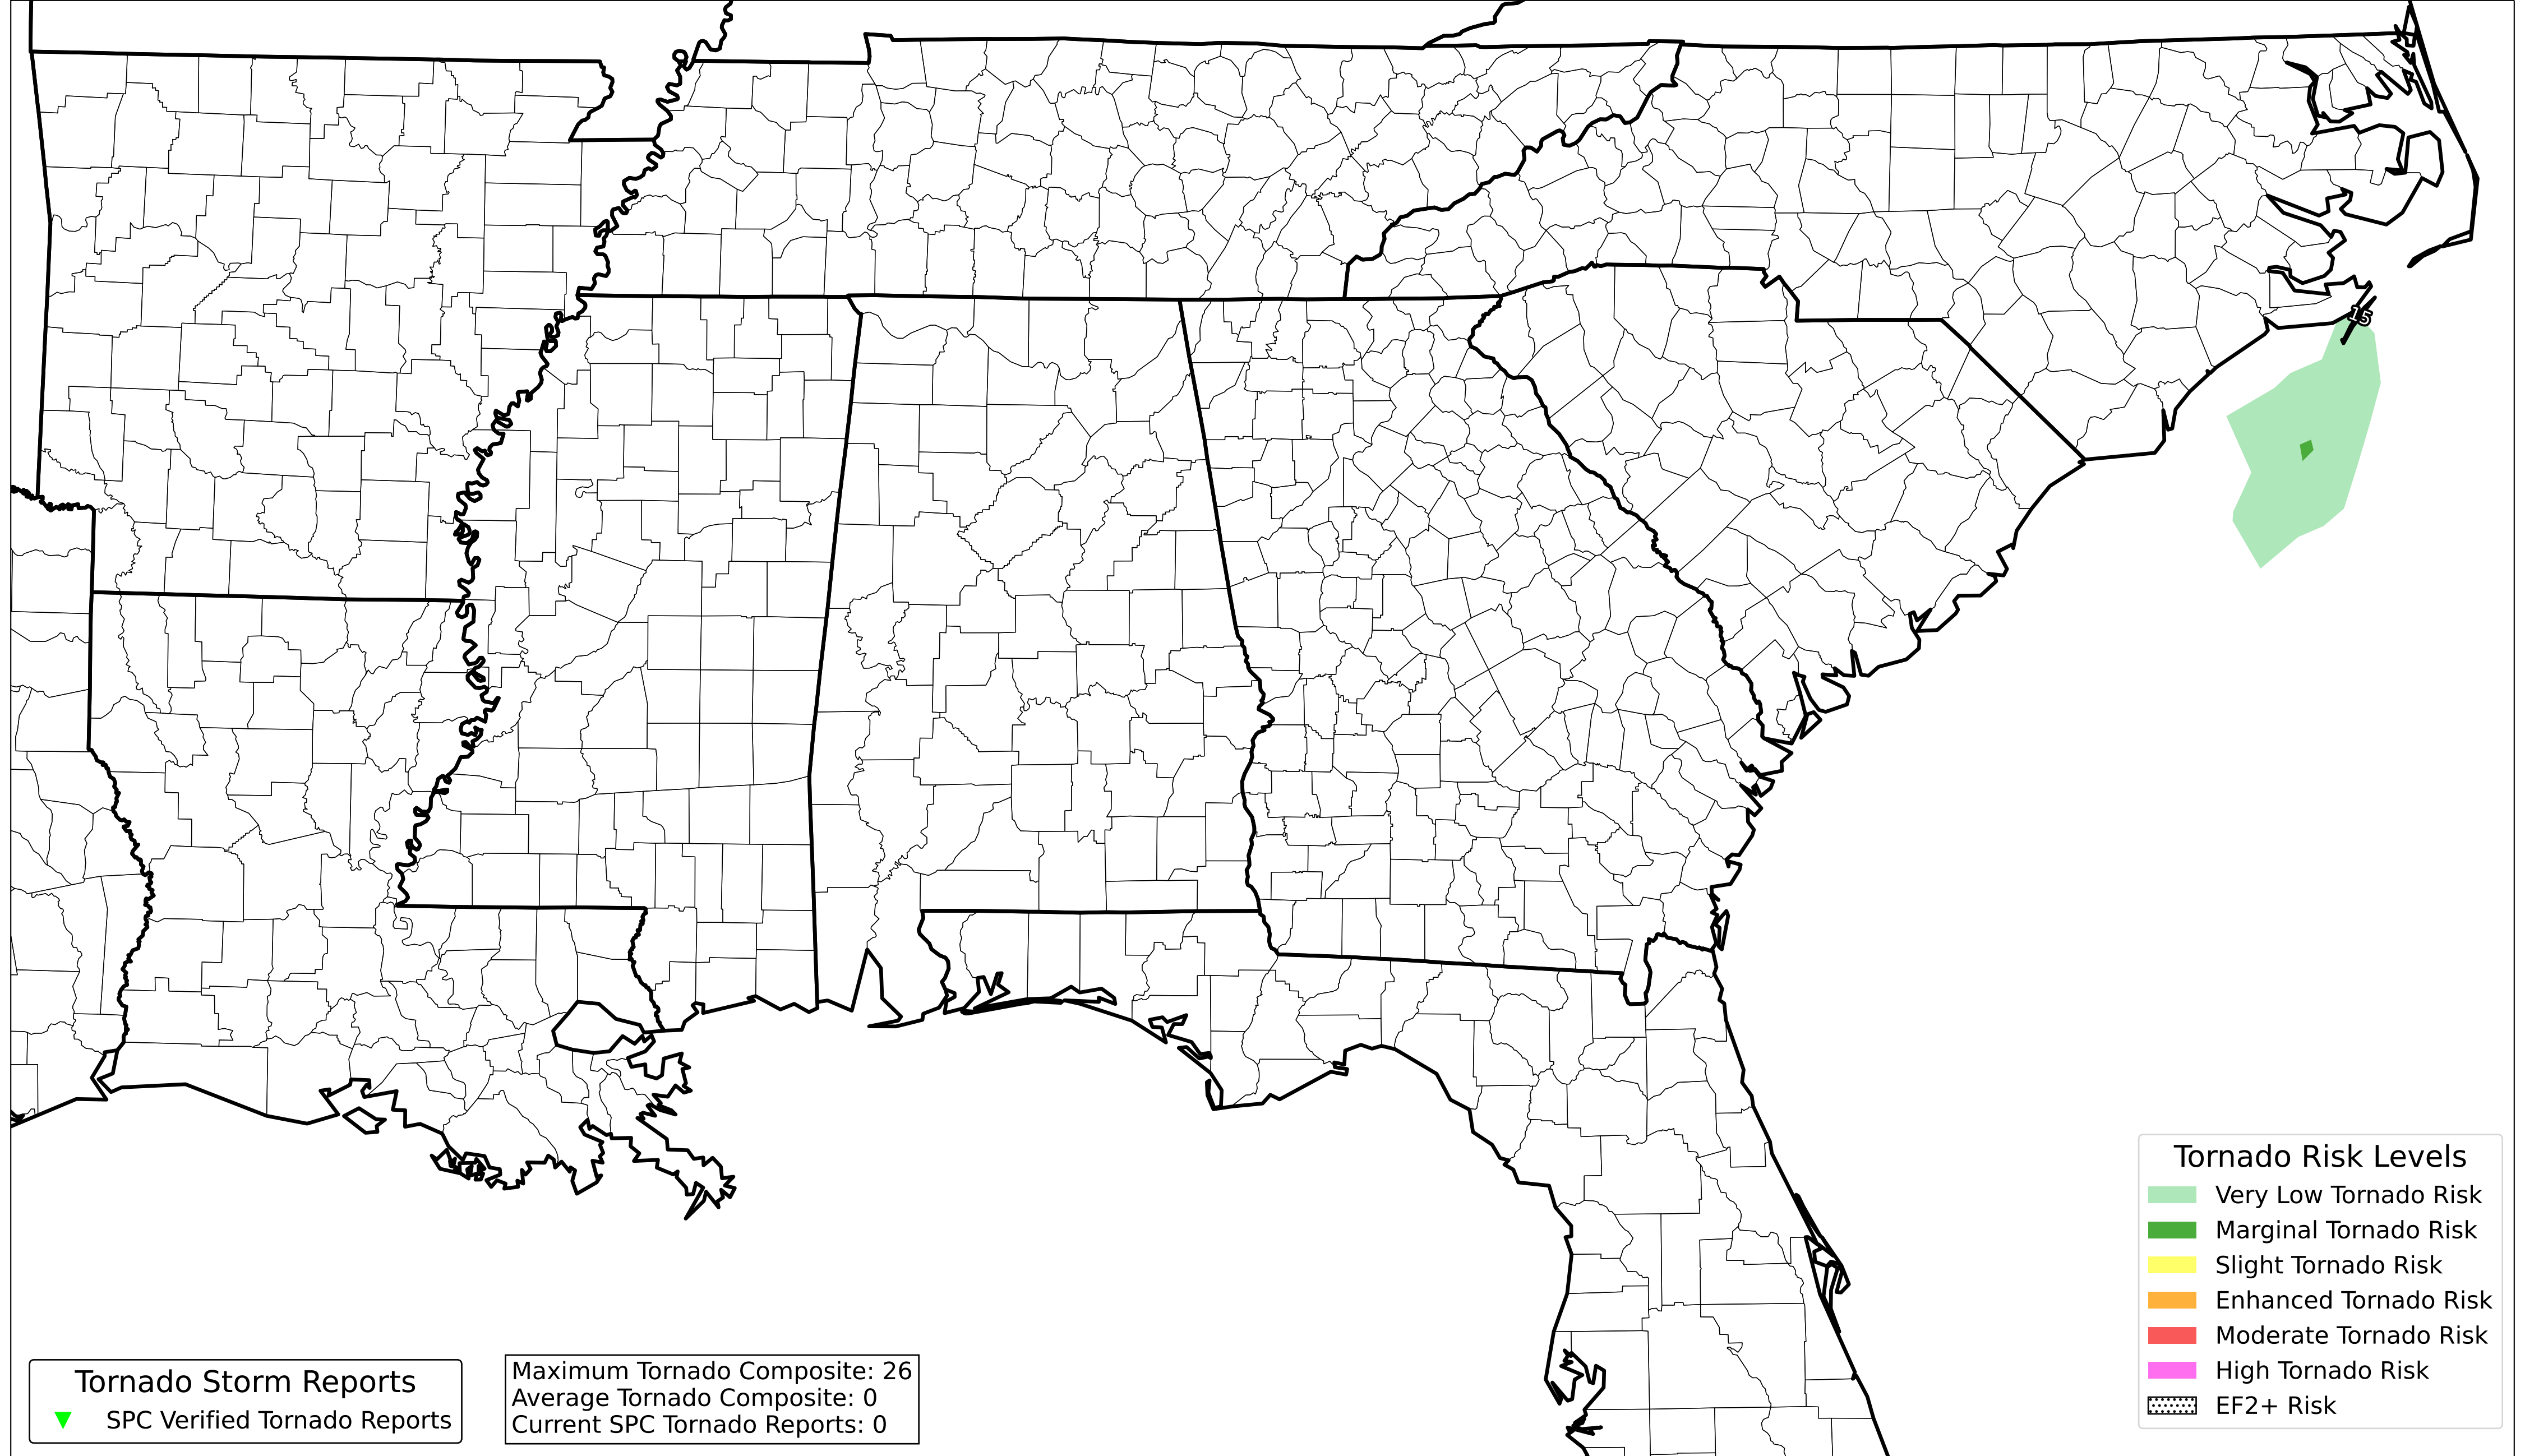 15
Tornado Risk Levels
Very Low Tornado Risk
Marginal Tornado Risk
Slight Tornado Risk
Enhanced Tornado Risk
Moderate Tornado Risk
High Tornado Risk
EF2+ Risk
Tornado Storm Reports
SPC Verified Tornado Reports
Maximum Tornado Composite: 26
Average Tornado Composite: 0
Current SPC Tornado Reports: 0